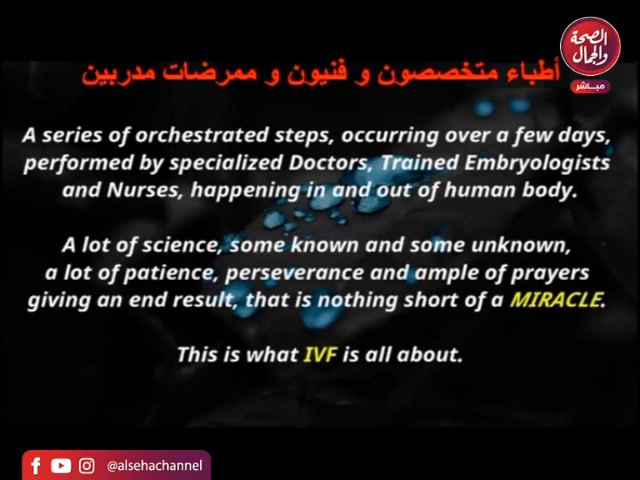 الصحة
والجمال
مباشر
أطباء متخصصون و فنيون و ممرضات مدربين
A series of orchestrated steps, occurring over a few days,
performed by specialized Doctors, Trained Embryologists
and Nurses, happening in and out of human body.
A lot of science, some known and some unknown,
a lot of patience, perseverance and ample of prayers
giving an end result, that is nothing short of a MIRACLE.
This is what IVF is all about.
@alsehachannel